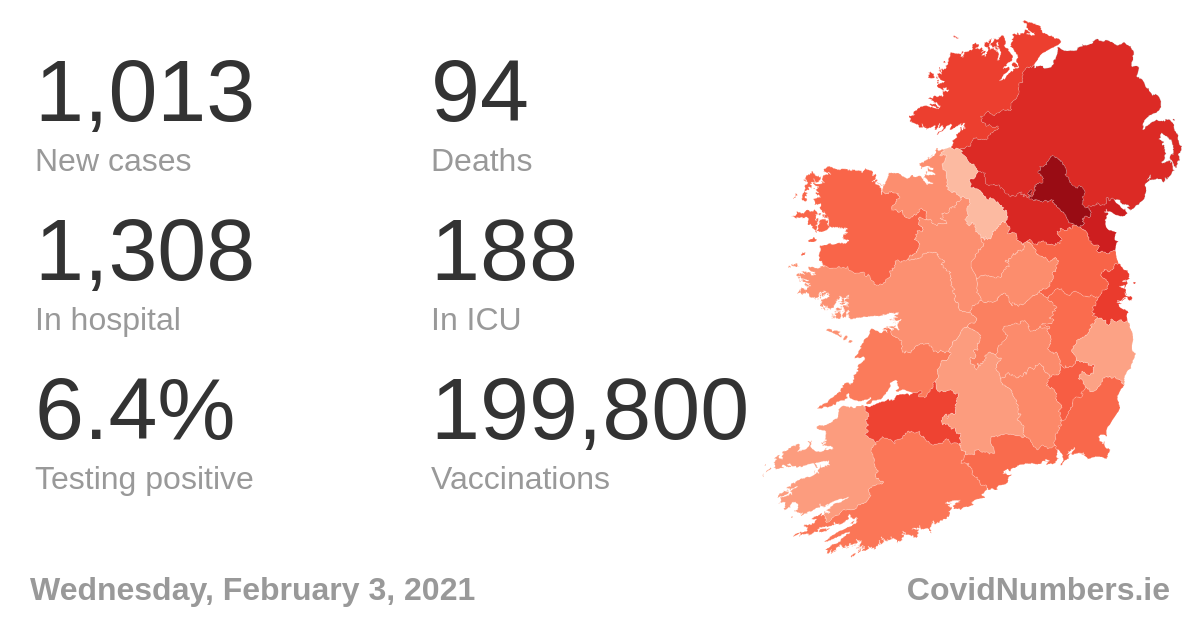 1,013
New cases
94
Deaths
1,308
In hospital
188
In ICU
6.4%
Testing positive
199,800
Vaccinations
Wednesday, February 3, 2021
CovidNumbers.ie